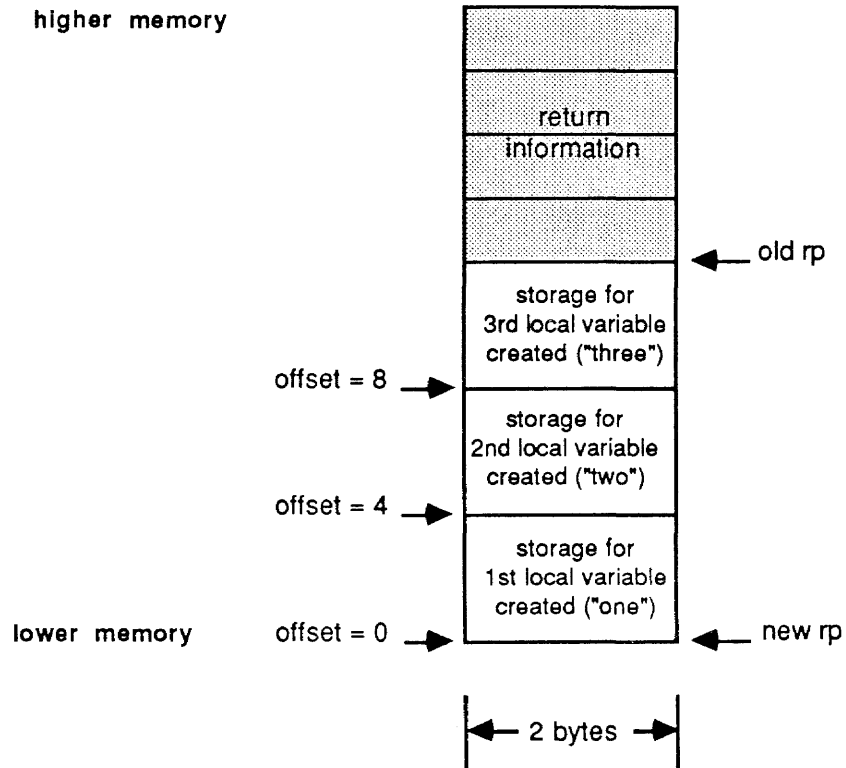 higher memory
return
information
old rp
storage for
3rd local variable
created ("three")
offset = 8
storage for
2nd local variable
created ("two")
offset = 4
storage for
1st local variable
created ("one")
lower memory
offset = 0
new rp
2 bytes